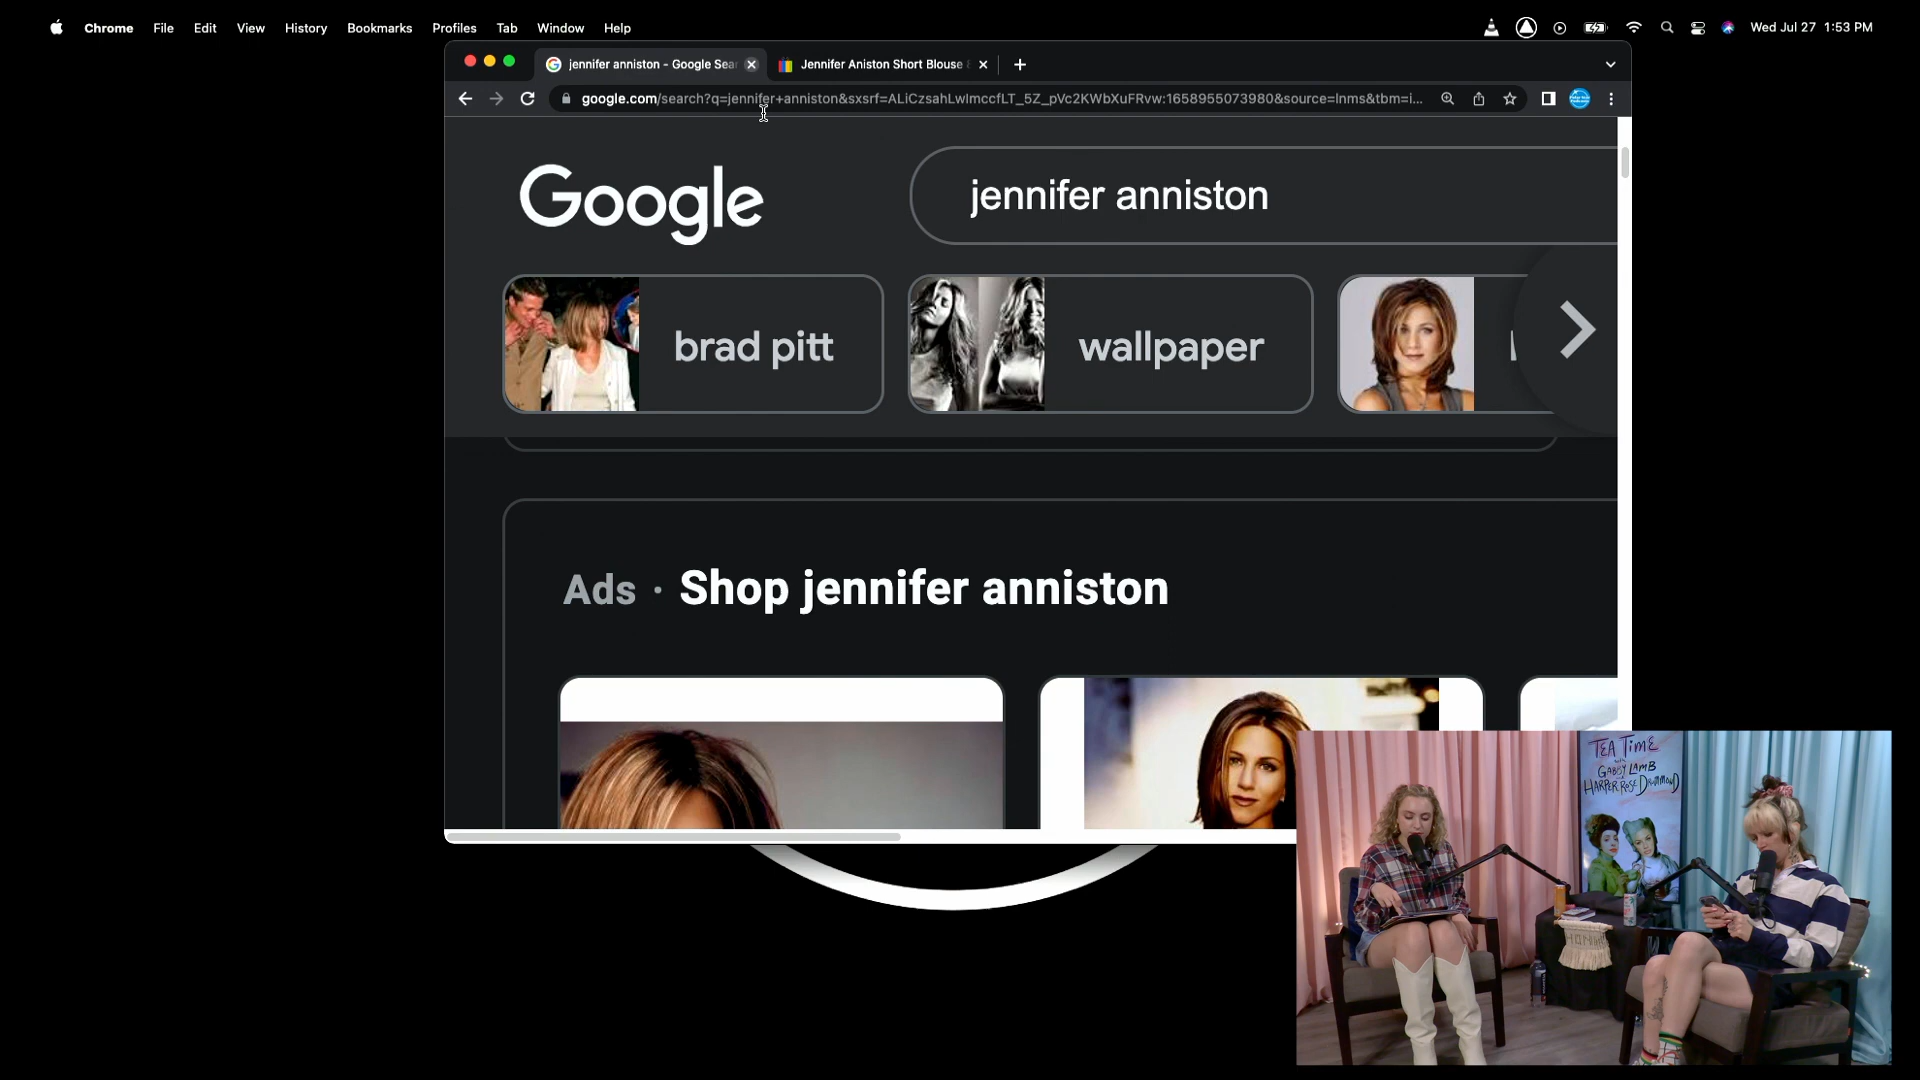 Chrome File Edit View History Bookmarks Profiles Tab Window Help
Wed Jul 27 1:53 PM
jennifer anniston - Google Sear
Jennifer Aniston Short Blouse
google.com/search?q=jennifer+anniston&sxsrf=ALiCzsahLwlmccfLT_5Z_pVc2KWbXuFRvw:1658955073980&source=lnms&tbm=i...
Google
jennifer anniston
brad pitt
wallpaper
Ads · Shop jennifer anniston
TEA TIME
with
GABBY LAMB
HARPER ROSE DRUMMOND